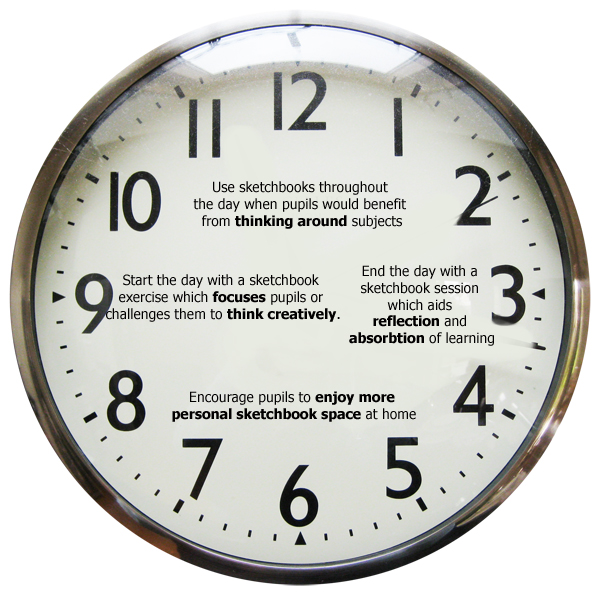 12
11
1
10
2
Use sketchbooks throughout
the day when pupils would benefit
from thinking around subjects
9
Start the day with a sketchbook
exercise which focuses pupils or
challenges them to think creatively.
End the day with a
sketchbook session
which aids
reflection and
absorbtion of learning
3
8
Encourage pupils to enjoy more
personal sketchbook space at home
4
7
5
6